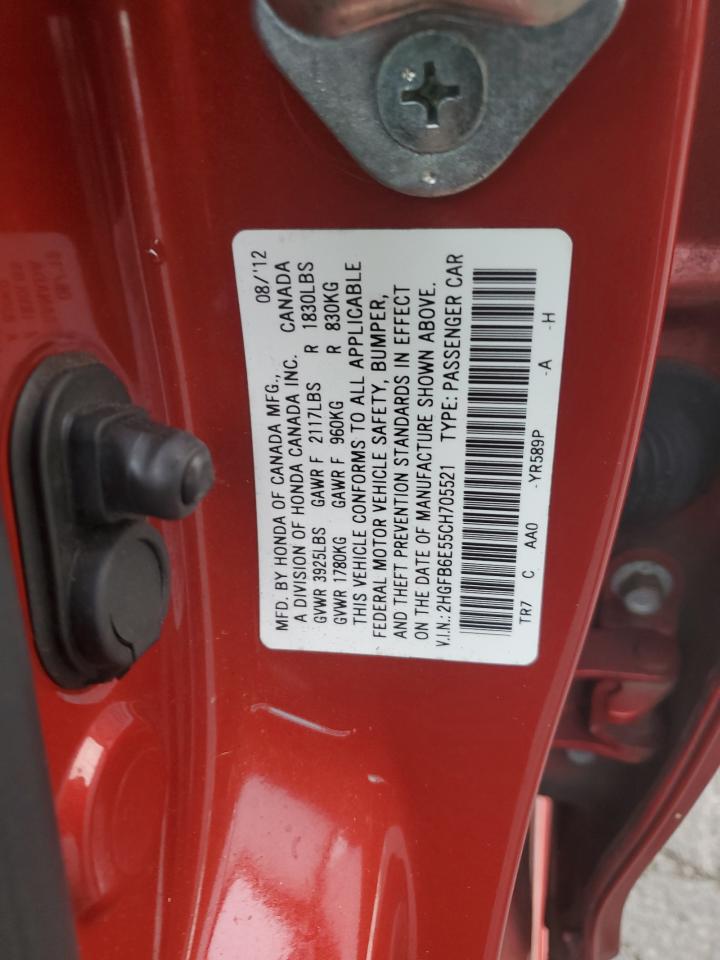 MFD. BY HONDA OF CANADA MFG., 08/'12
A DIVISION OF HONDA CANADA INC. CANADA
GVWR 3925LBS GAWR F 2117LBS R 1830LBS
GVWR 1780KG GAWR F 960KG R 830KG
THIS VEHICLE CONFORMS TO ALL APPLICABLE
FEDERAL MOTOR VEHICLE SAFETY, BUMPER,
AND THEFT PREVENTION STANDARDS IN EFFECT
ON THE DATE OF MANUFACTURE SHOWN ABOVE.
V.I.N.: 2HGFB6E55CH705521 TYPE: PASSENGER CAR
TR7 C AA0 -YR589P -A -H